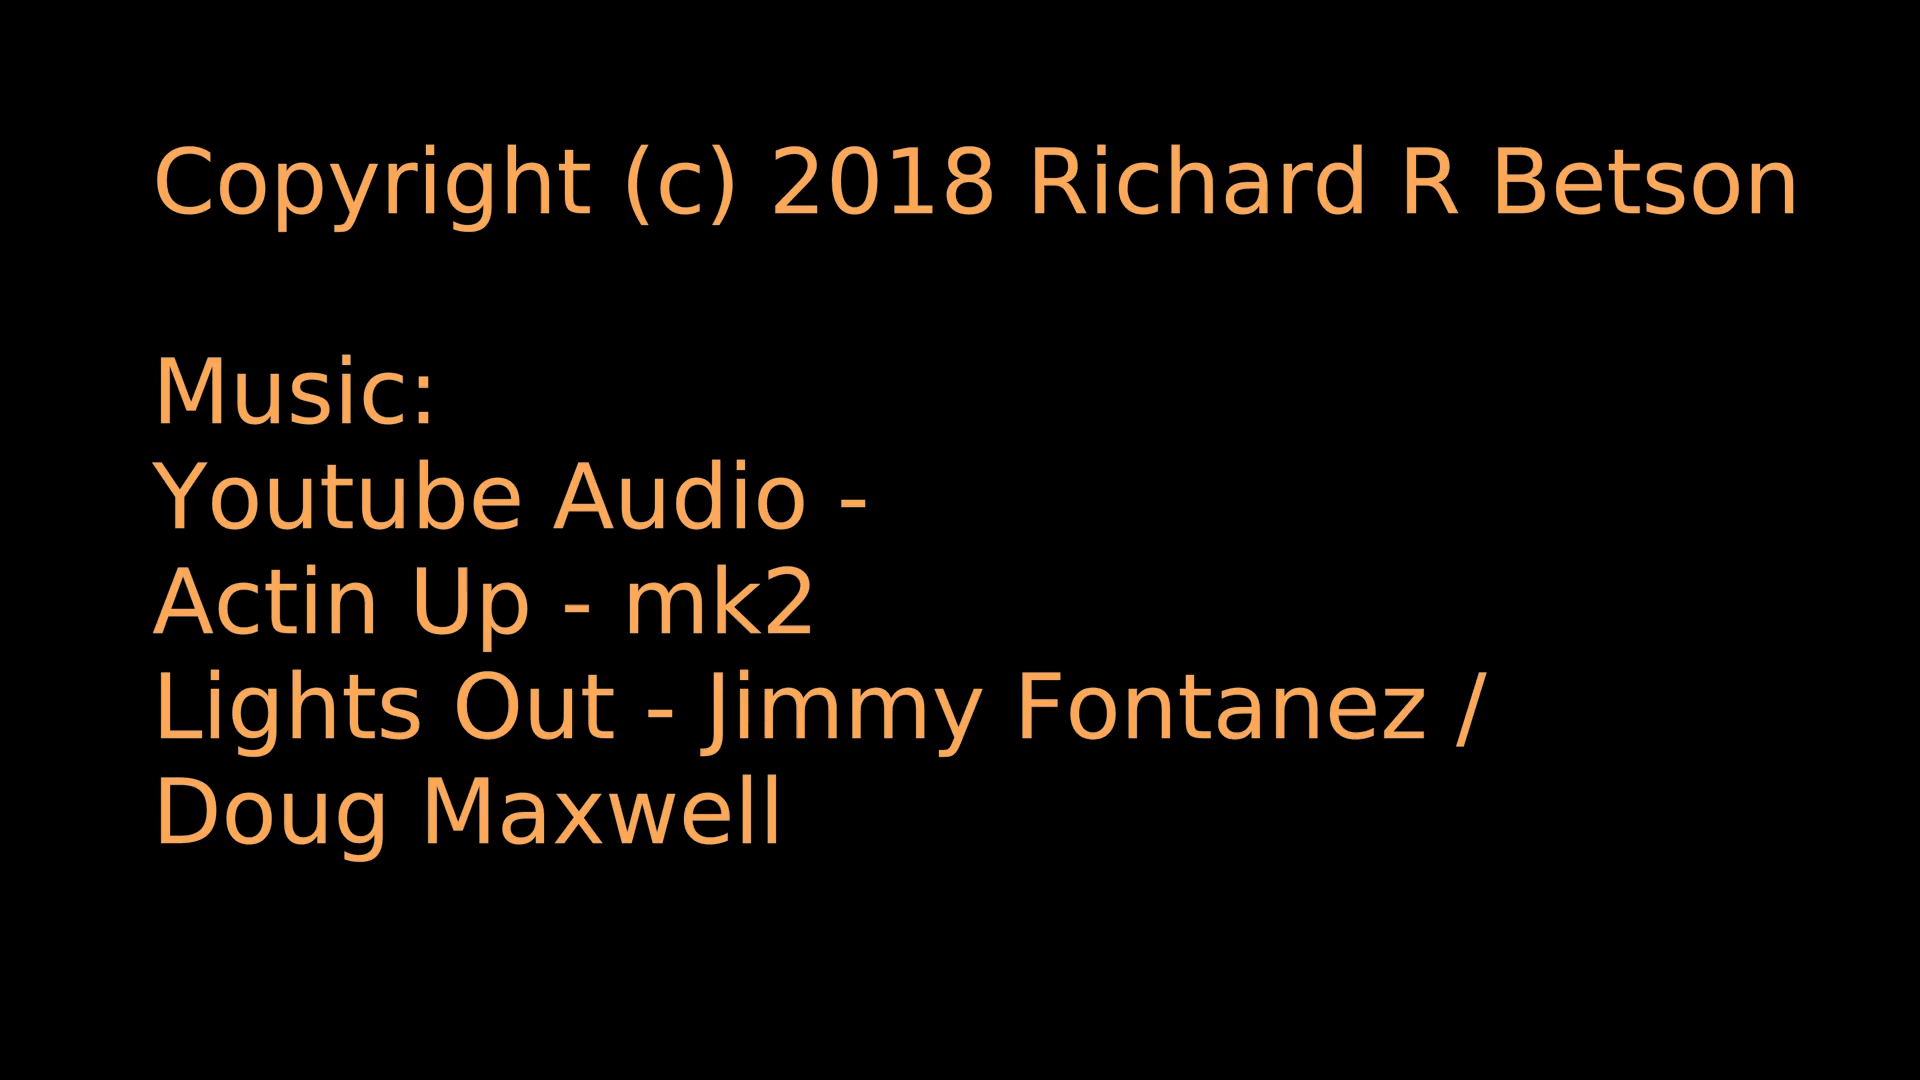 Copyright (c) 2018 Richard R Betson
Music:
Youtube Audio -
Actin Up - mk2
Lights Out - Jimmy Fontanez /
Doug Maxwell